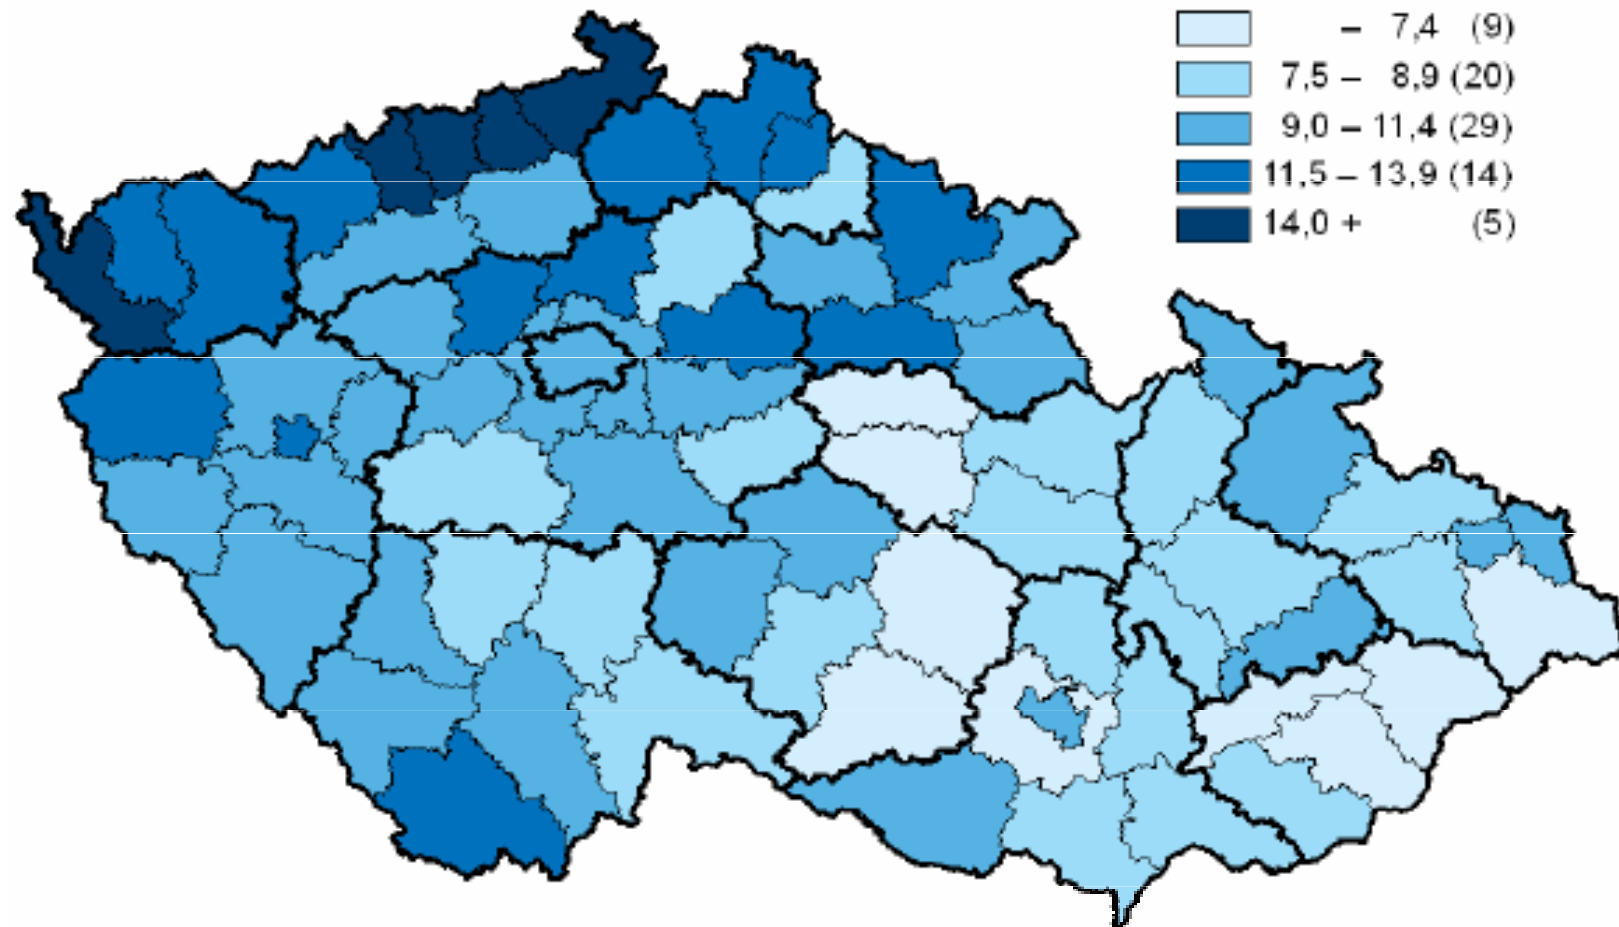 – 7,4 (9)
7,5 – 8,9 (20)
9,0 – 11,4 (29)
11,5 – 13,9 (14)
14,0 + (5)